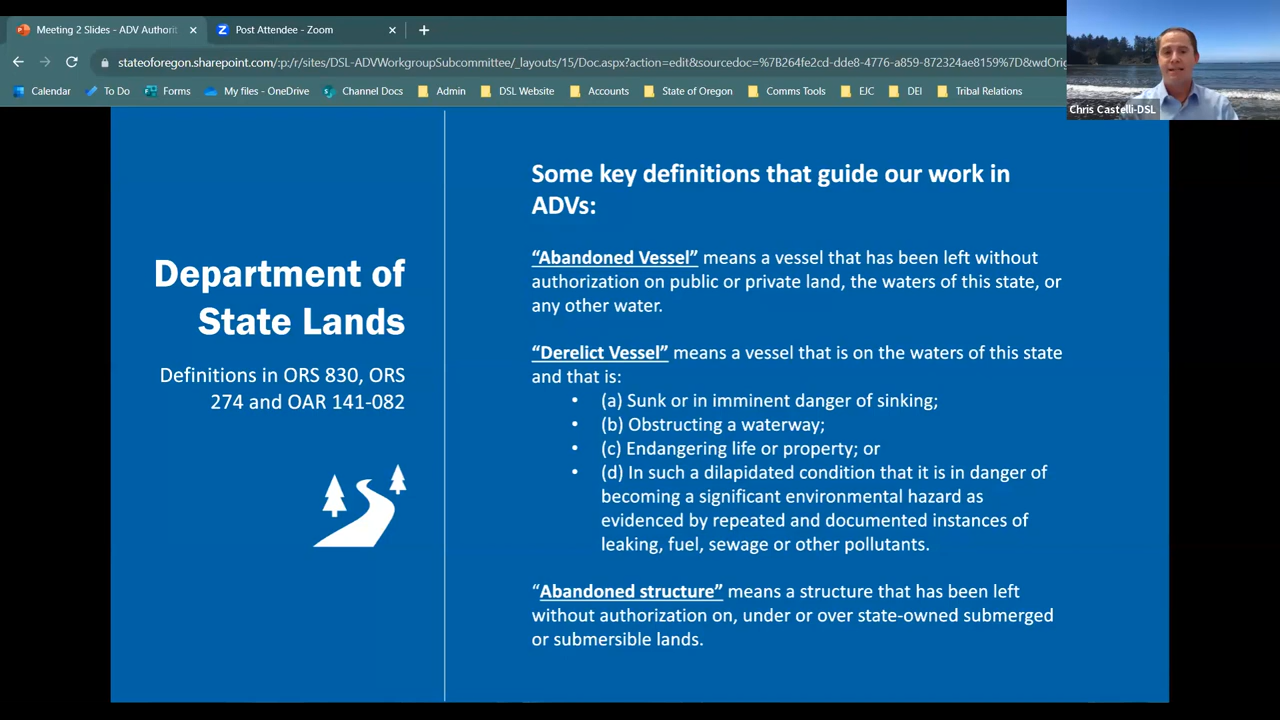 Meeting 2 Slides - ADV Authorit
Post Attendee - Zoom
stateoforegon.sharepoint.com/:p:/r/sites/DSL-ADVWorkgroupSubcommittee/_layouts/15/Doc.aspx?action=edit&sourcedoc=%7B264fe2cd-dde8-4776-a859-872324ae8159%7D&wdOrig
Calendar
To Do
Forms
My files - OneDrive
Channel Docs
Admin
DSL Website
Accounts
State of Oregon
Comms Tools
EJC
DEI
Tribal Relations
Chris Castelli-DSL
Department of
State Lands
Definitions in ORS 830, ORS
274 and OAR 141-082
Some key definitions that guide our work in
ADVs:
“Abandoned Vessel” means a vessel that has been left without
authorization on public or private land, the waters of this state, or
any other water.
“Derelict Vessel” means a vessel that is on the waters of this state
and that is:
• (a) Sunk or in imminent danger of sinking;
• (b) Obstructing a waterway;
• (c) Endangering life or property; or
• (d) In such a dilapidated condition that it is in danger of
becoming a significant environmental hazard as
evidenced by repeated and documented instances of
leaking, fuel, sewage or other pollutants.
“Abandoned structure” means a structure that has been left
without authorization on, under or over state-owned submerged
or submersible lands.